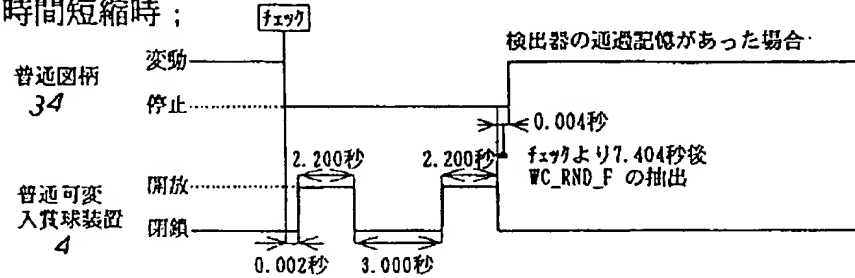 時間短縮時；
チェック
検出器の通過記憶があった場合
変動
普通図柄
34
停止
0.004秒
2.200秒
2.200秒
チェックより7.404秒後
WC_RND_F の抽出
開放
普通可変
入賞球装置
4
閉鎖
0.002秒
3.000秒